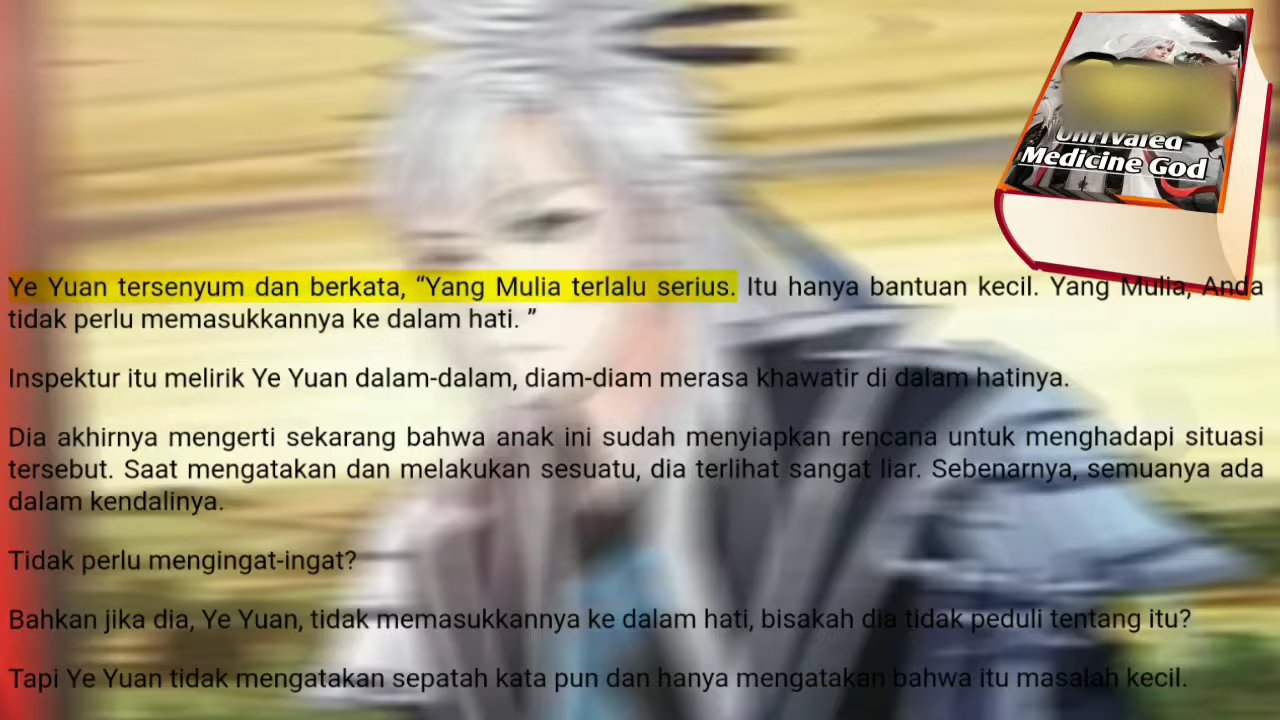 Unrivaled
Medicine God
Ye Yuan tersenyum dan berkata, “Yang Mulia terlalu serius. Itu hanya bantuan kecil. Yang Mulia, Anda
tidak perlu memasukkannya ke dalam hati. ”
Inspektur itu melirik Ye Yuan dalam-dalam, diam-diam merasa khawatir di dalam hatinya.
Dia akhirnya mengerti sekarang bahwa anak ini sudah menyiapkan rencana untuk menghadapi situasi
tersebut. Saat mengatakan dan melakukan sesuatu, dia terlihat sangat liar. Sebenarnya, semuanya ada
dalam kendalinya.
Tidak perlu mengingat-ingat?
Bahkan jika dia, Ye Yuan, tidak memasukkannya ke dalam hati, bisakah dia tidak peduli tentang itu?
Tapi Ye Yuan tidak mengatakan sepatah kata pun dan hanya mengatakan bahwa itu masalah kecil.